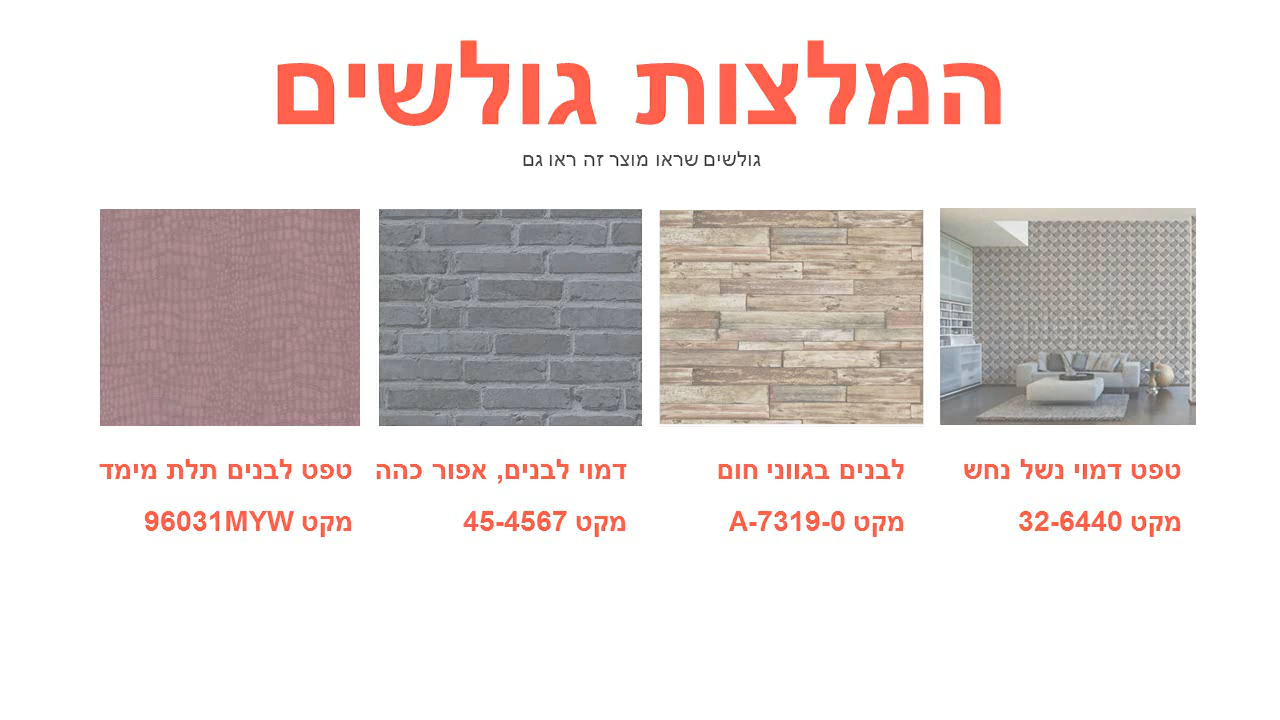 המלצות גולשים
גולשים שראו מוצר זה ראו גם
טפט דמוי נשל נחש
מקט 32-6440
לבנים בגווני חום
מקט A-7319-0
דמוי לבנים, אפור כהה
מקט 45-4567
טפט לבנים תלת מימד
מקט 96031MYW